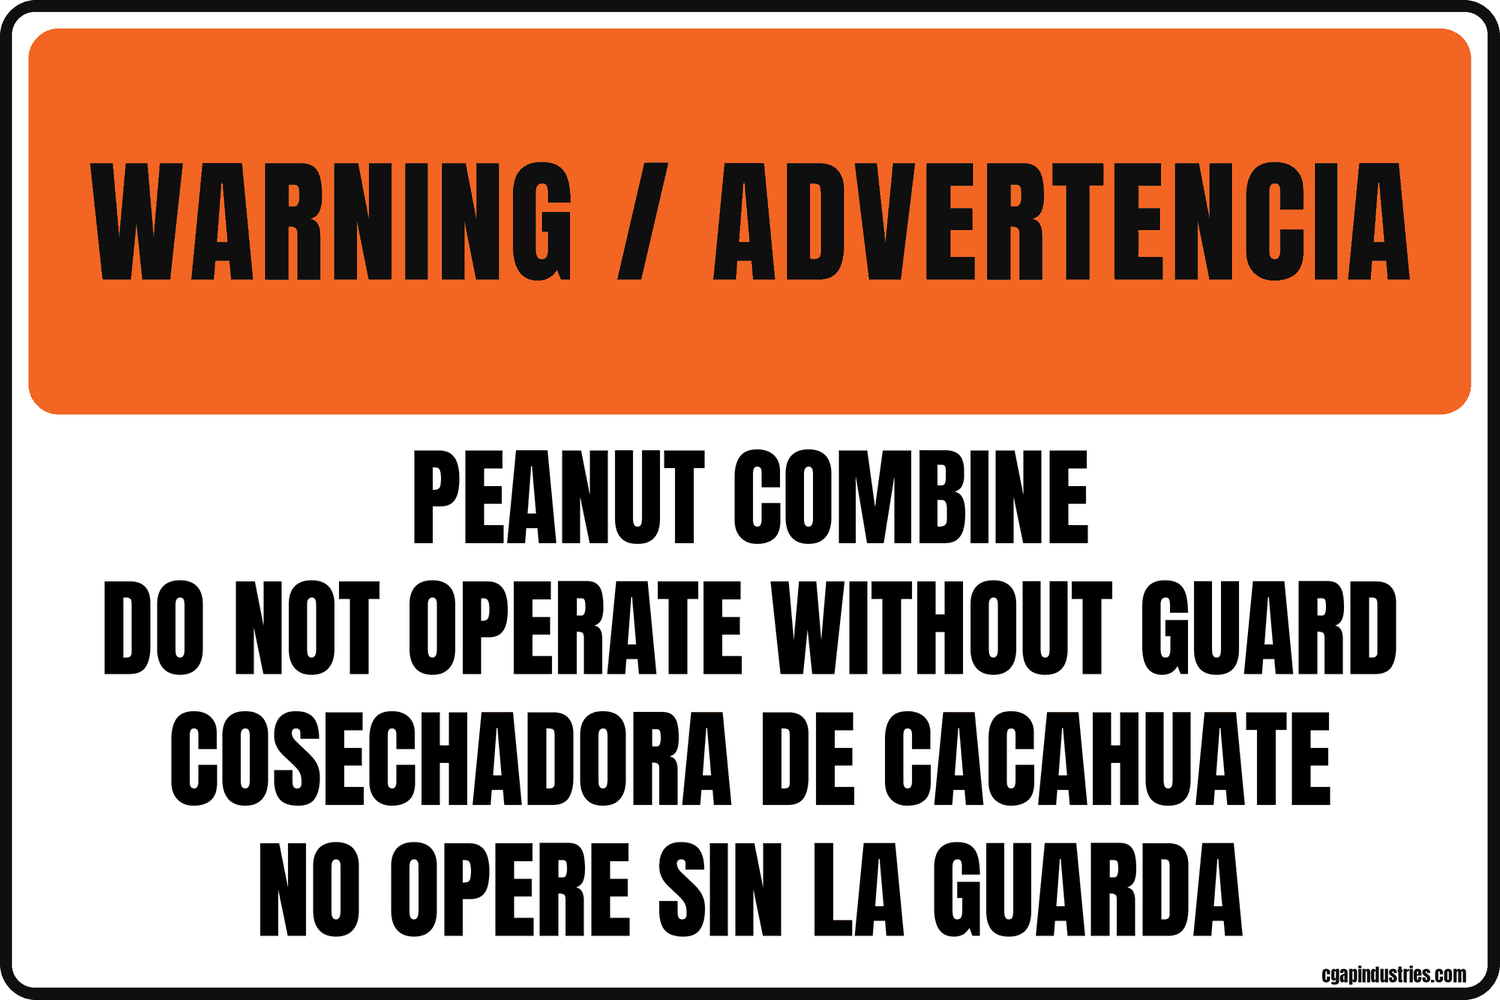 WARNING / ADVERTENCIA
PEANUT COMBINE
DO NOT OPERATE WITHOUT GUARD
COSECHADORA DE CACAHUATE
NO OPERE SIN LA GUARDA
cgapindustries.com